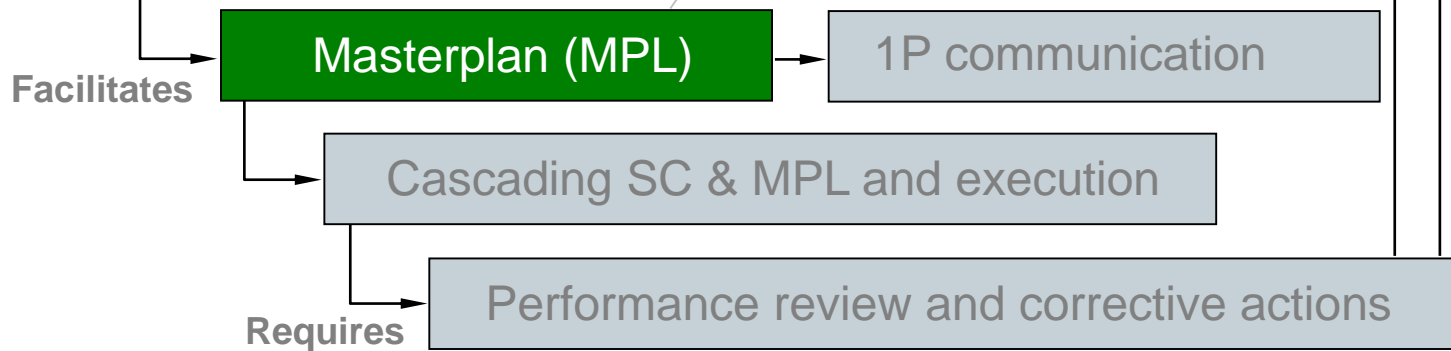 Masterplan (MPL)
1P communication
Facilitates
Cascading SC & MPL and execution
Performance review and corrective actions
Requires